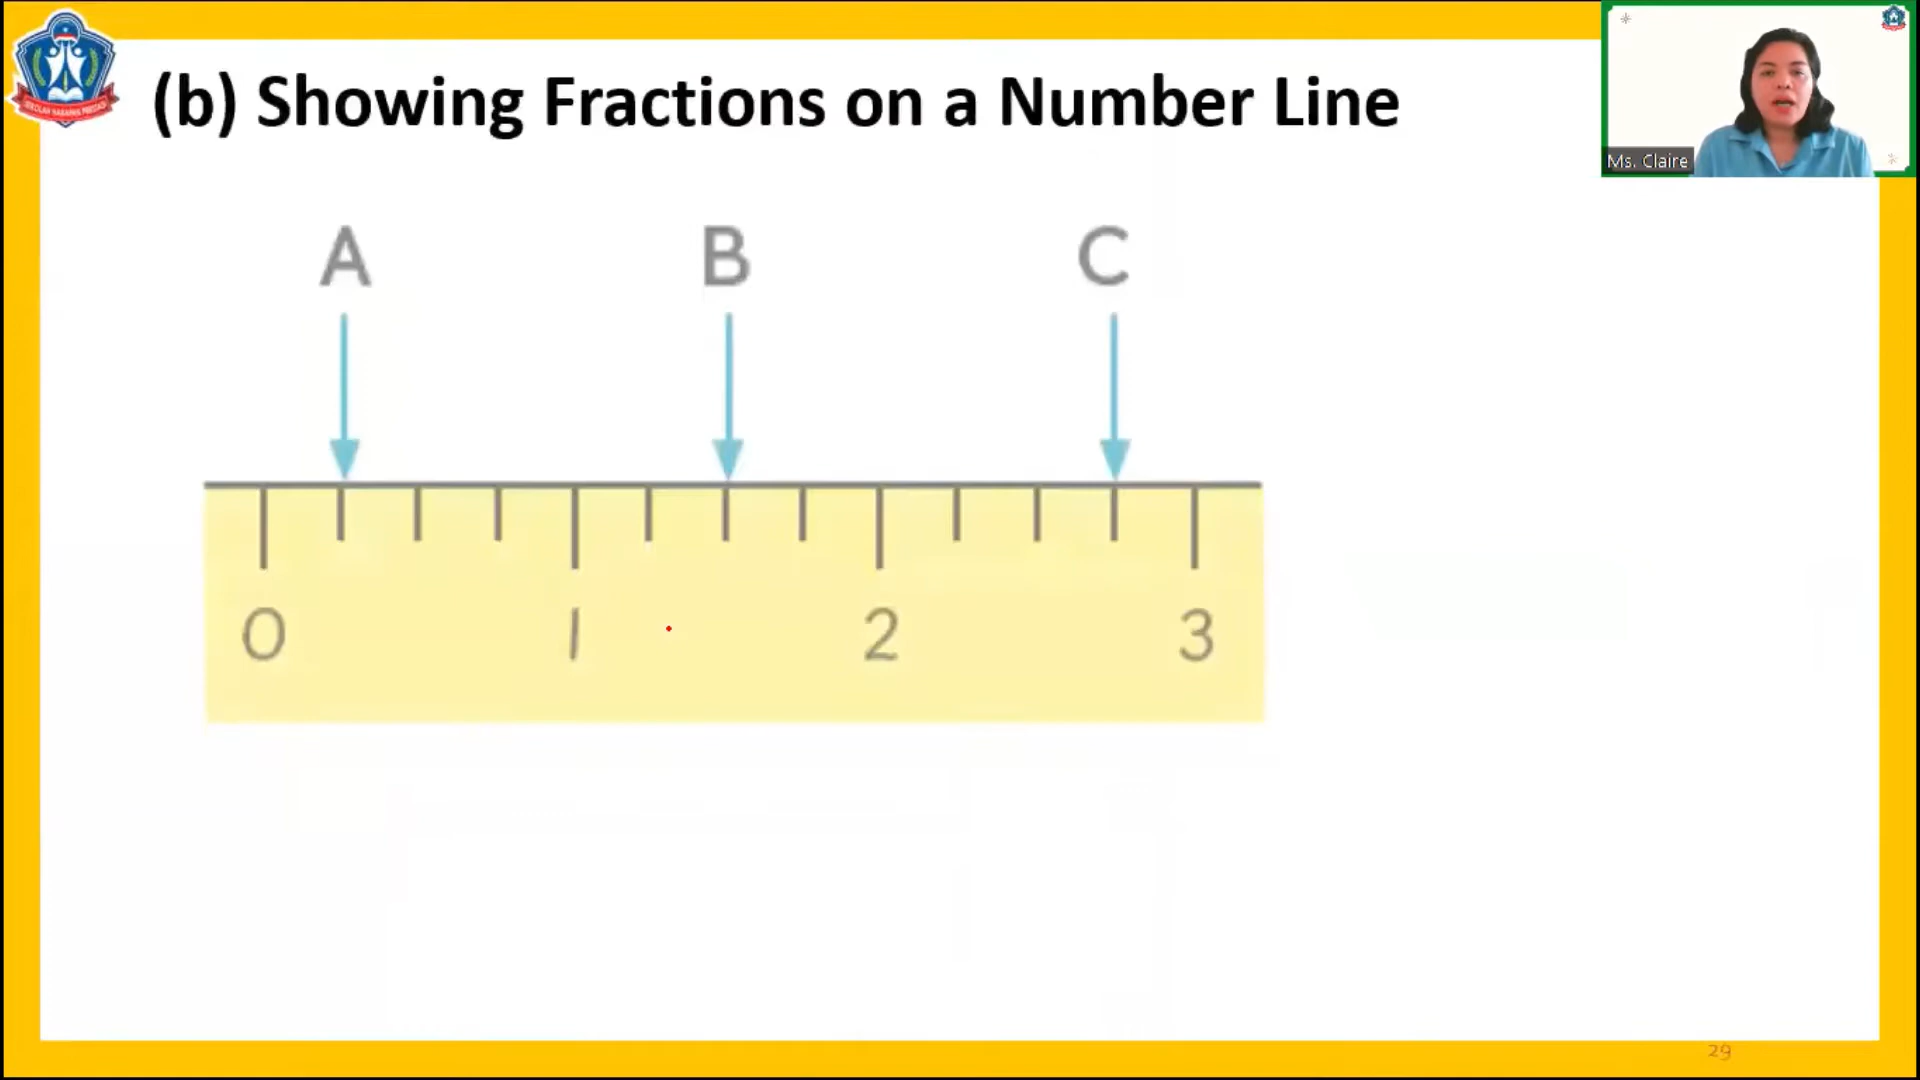 (b) Showing Fractions on a Number Line
Ms. Claire
A B C
0 1 2 3
29